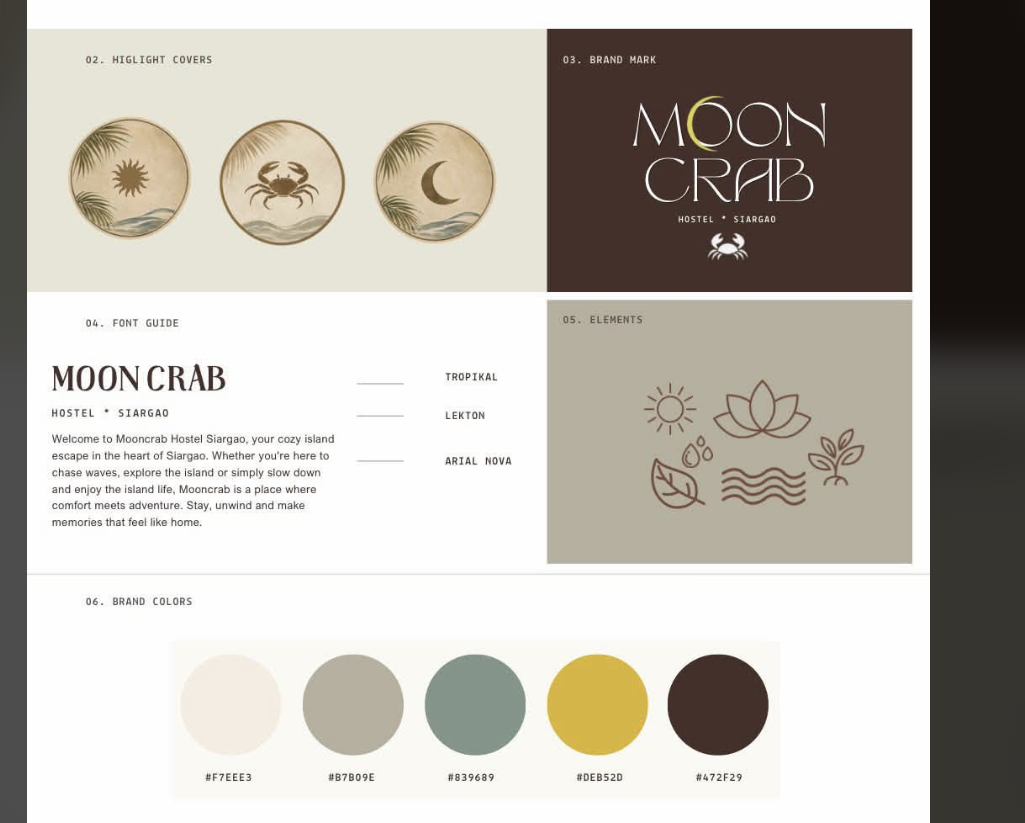 02. HIGLIGHT COVERS
03. BRAND MARK
MOON
CRAB
HOSTEL * SIARGAO
04. FONT GUIDE
MOON CRAB
HOSTEL * SIARGAO
Welcome to Mooncrab Hostel Siargao, your cozy island
escape in the heart of Siargao. Whether you're here to
chase waves, explore the island or simply slow down
and enjoy the island life, Mooncrab is a place where
comfort meets adventure. Stay, unwind and make
memories that feel like home.
TROPIKAL
LEKTON
ARIAL NOVA
05. ELEMENTS
06. BRAND COLORS
#F7EEE3
#B7B09E
#839689
#DEB52D
#472F29